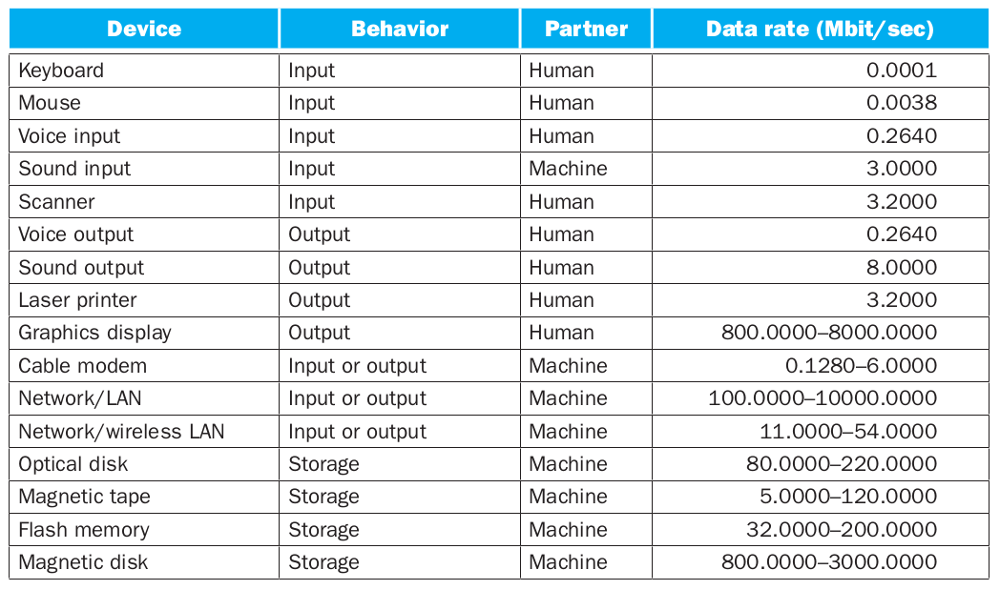 Device Behavior Partner Data rate (Mbit/sec)
Keyboard Input Human 0.0001
Mouse Input Human 0.0038
Voice input Input Human 0.2640
Sound input Input Machine 3.0000
Scanner Input Human 3.2000
Voice output Output Human 0.2640
Sound output Output Human 8.0000
Laser printer Output Human 3.2000
Graphics display Output Human 800.0000–8000.0000
Cable modem Input or output Machine 0.1280–6.0000
Network/LAN Input or output Machine 100.0000–10000.0000
Network/wireless LAN Input or output Machine 11.0000–54.0000
Optical disk Storage Machine 80.0000–220.0000
Magnetic tape Storage Machine 5.0000–120.0000
Flash memory Storage Machine 32.0000–200.0000
Magnetic disk Storage Machine 800.0000–3000.0000